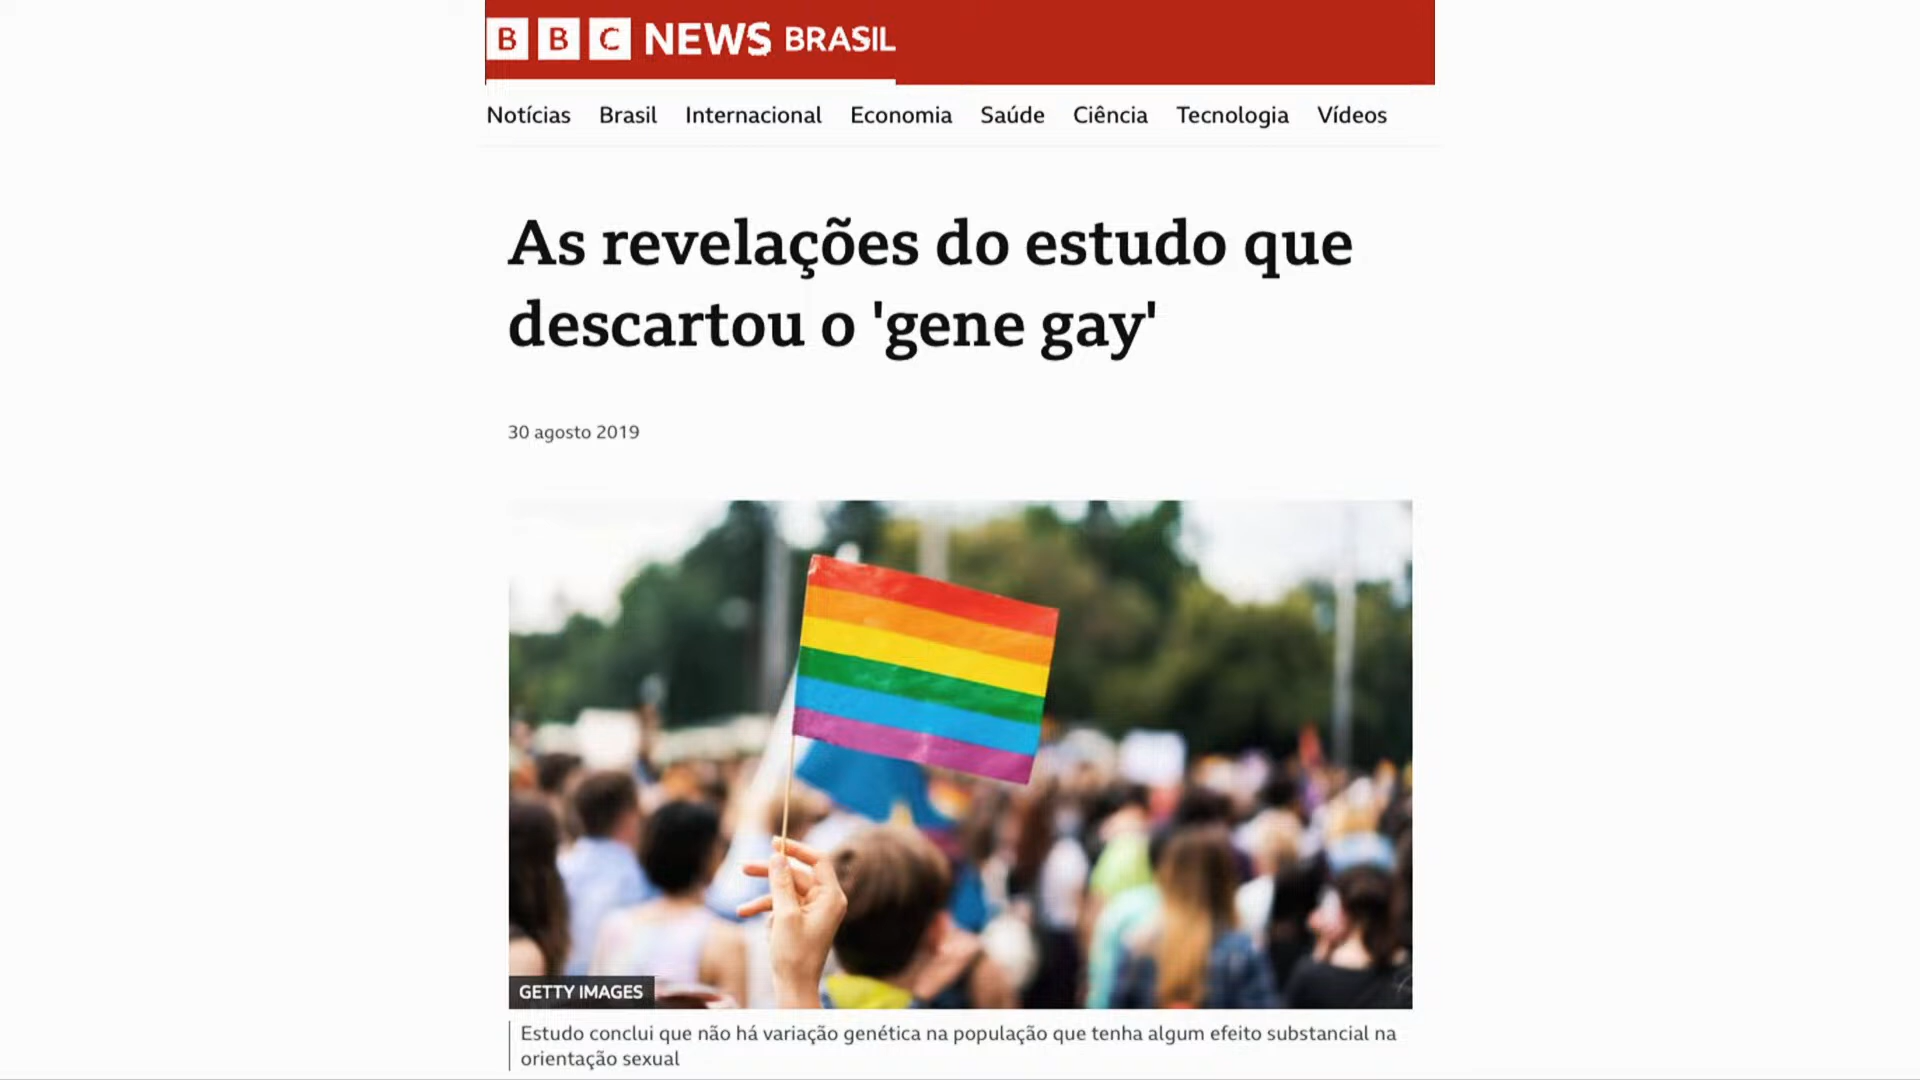 BBC NEWS BRASIL
Notícias Brasil Internacional Economia Saúde Ciência Tecnologia Vídeos
As revelações do estudo que
descartou o 'gene gay'
30 agosto 2019
GETTY IMAGES
Estudo conclui que não há variação genética na população que tenha algum efeito substancial na
orientação sexual